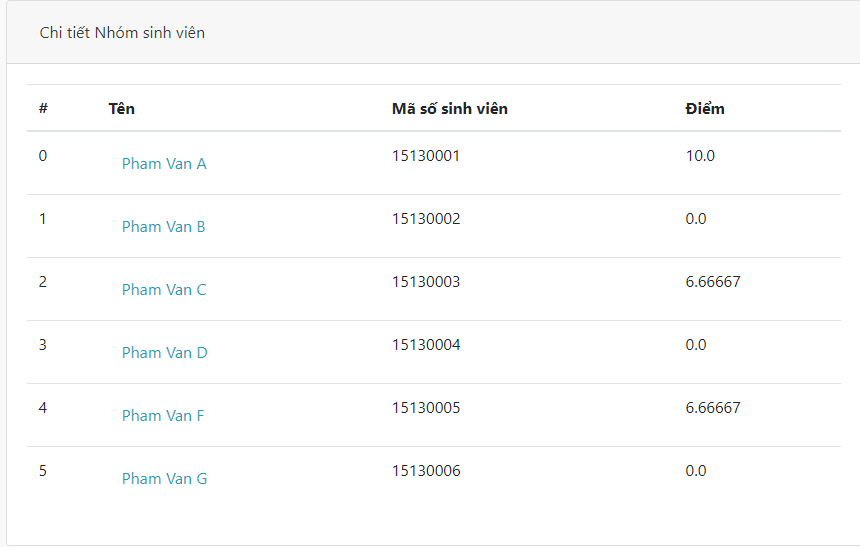 Chi tiết Nhóm sinh viên
# Tên Mã số sinh viên Điểm
0 Pham Van A 15130001 10.0
1 Pham Van B 15130002 0.0
2 Pham Van C 15130003 6.66667
3 Pham Van D 15130004 0.0
4 Pham Van F 15130005 6.66667
5 Pham Van G 15130006 0.0